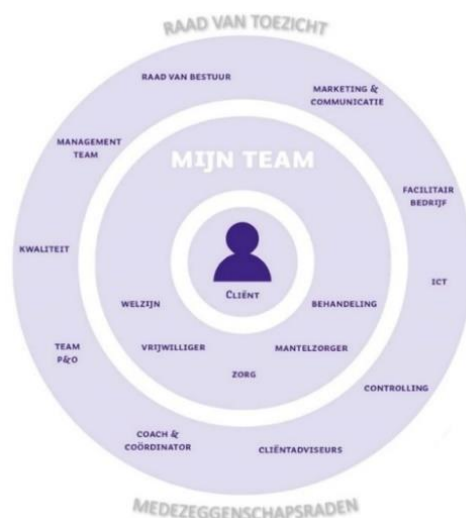 RAAD VAN TOEZICHT
RAAD VAN BESTUUR
MARKETING &
COMMUNICATIE
MANAGEMENT
TEAM
MIJN TEAM
FACILITAIR
BEDRIJF
KWALITEIT
ICT
CLIËNT
WELZIJN
BEHANDELING
TEAM
P&O
VRIJWILLIGER
MANTELZORGER
ZORG
CONTROLLING
COACH &
COÖRDINATOR
CLIËNTADVISEURS
MEDEZEGGENSCHAPSRADEN